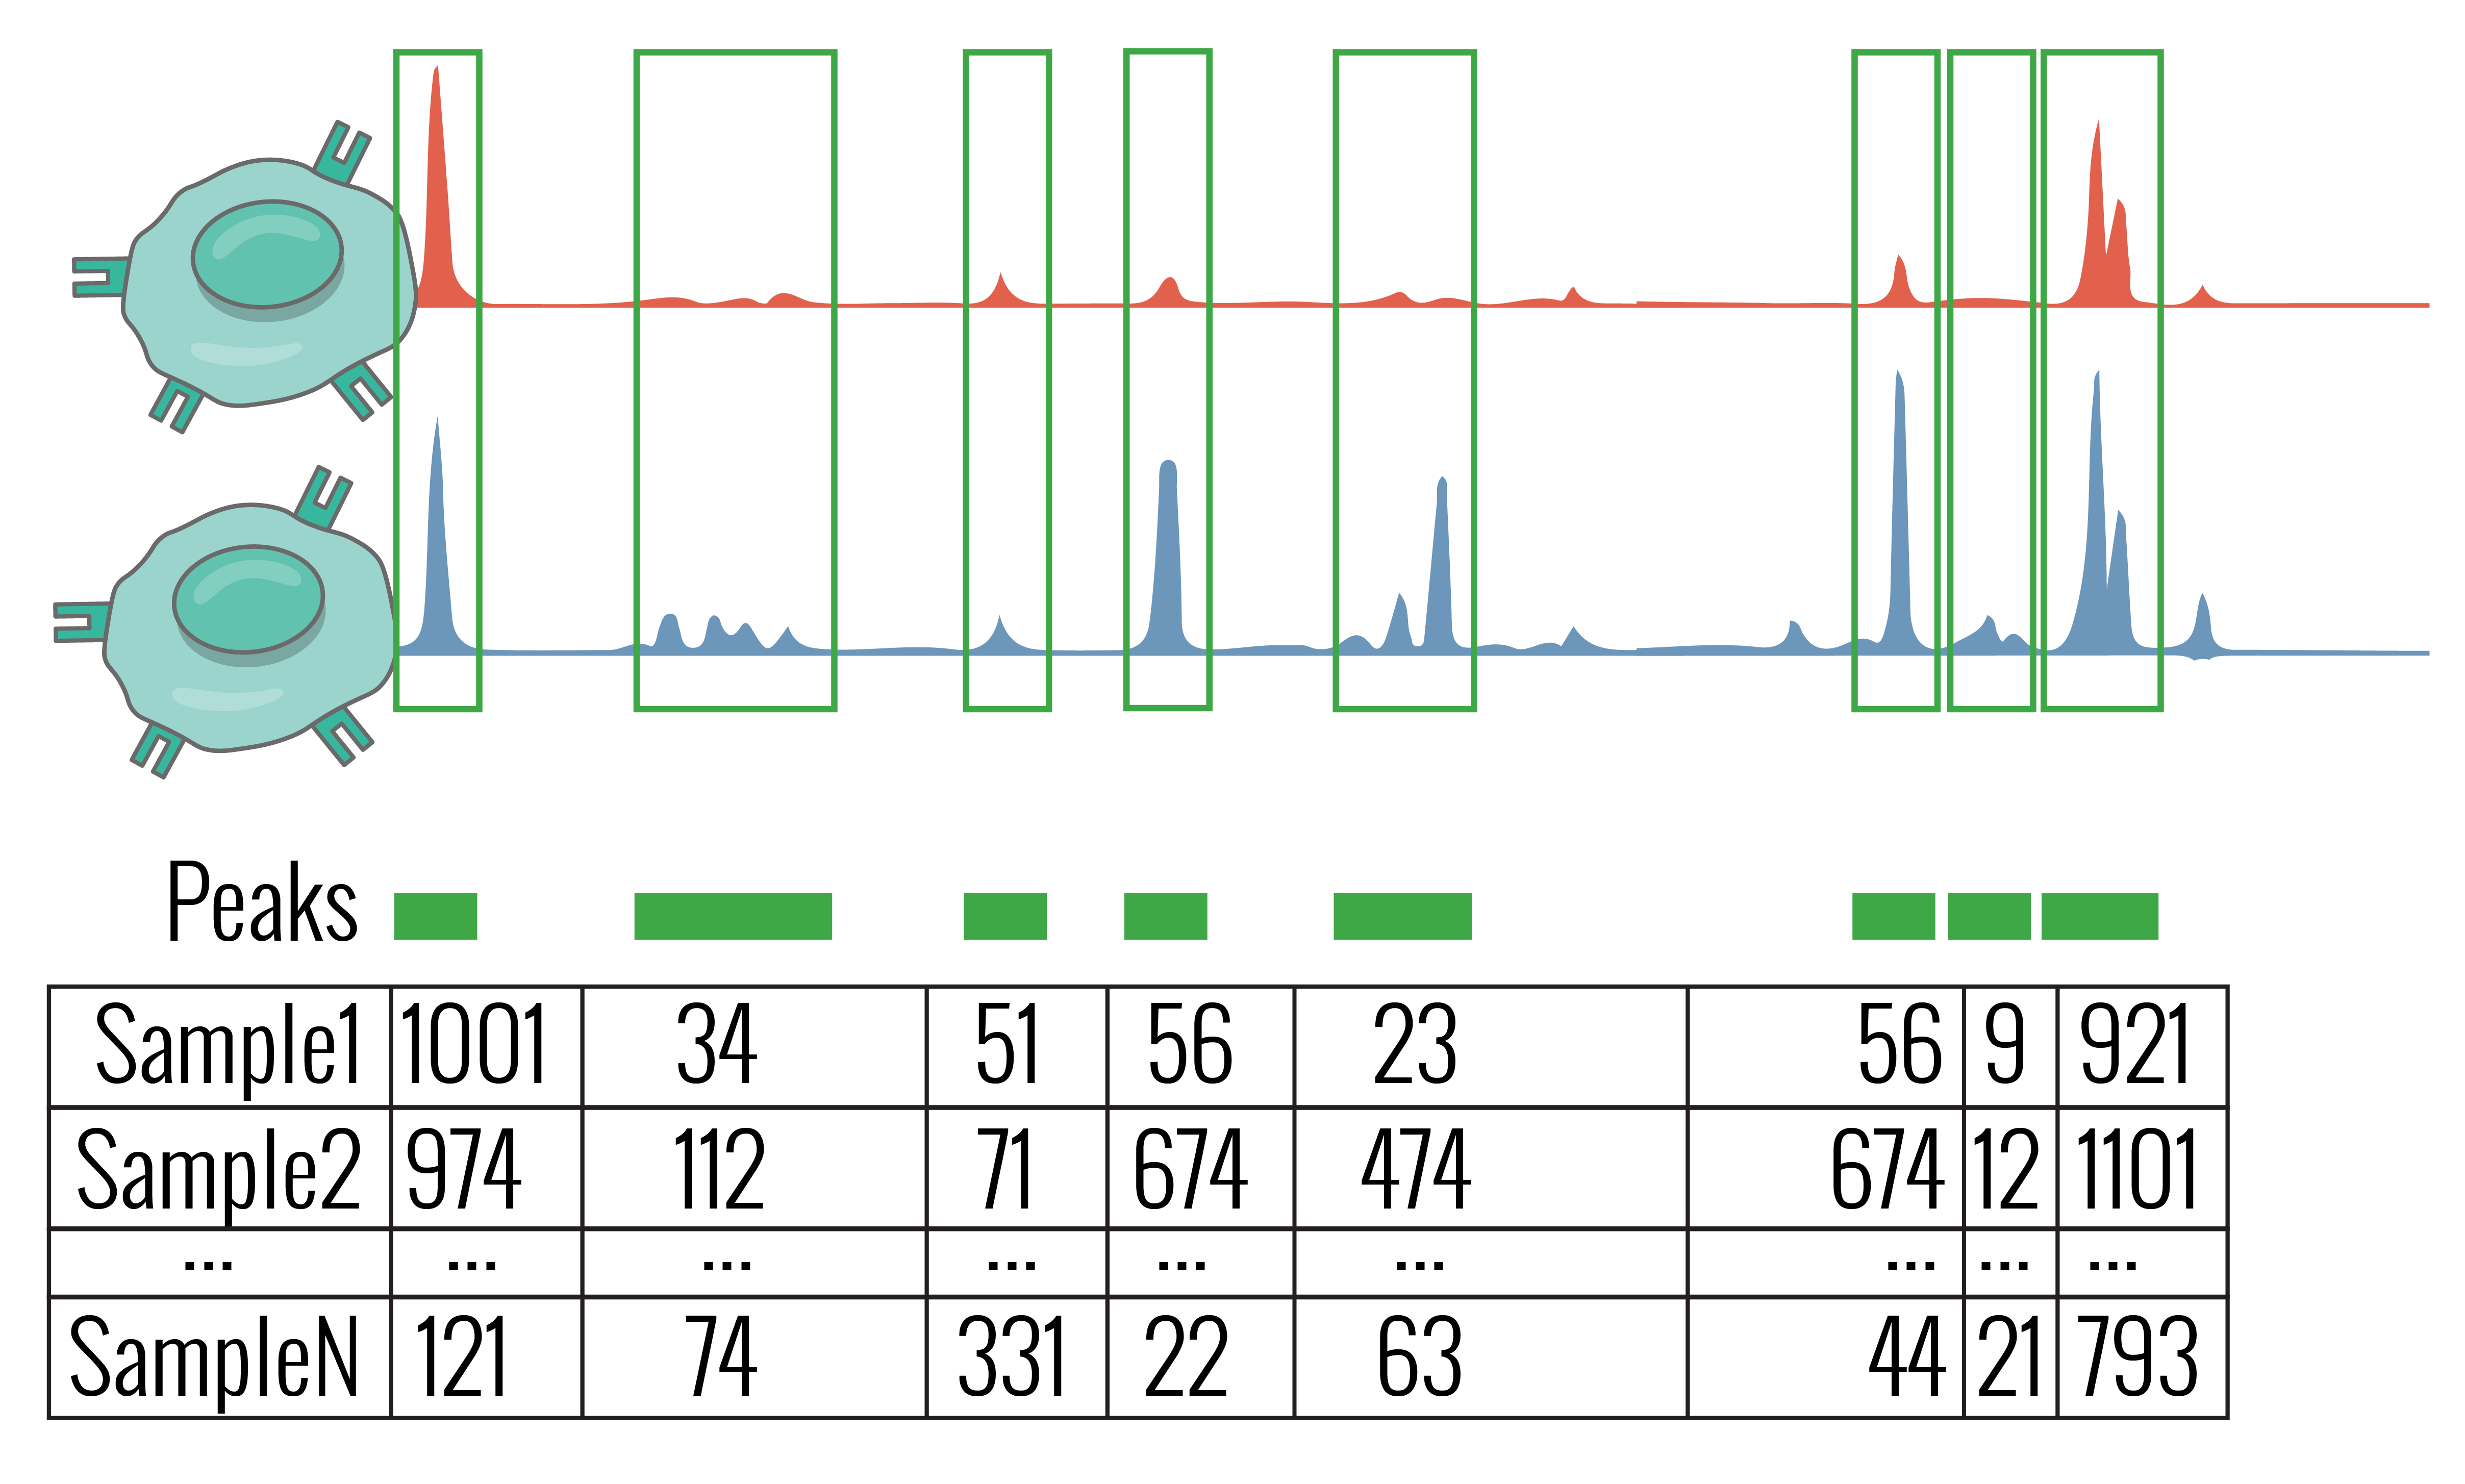 Peaks
Sample1 1001 34 51 56 23 56 9 921
Sample2 974 112 71 674 474 674 12 1101
... ... ... ... ... ... ... ... ...
SampleN 121 74 331 22 63 44 21 793